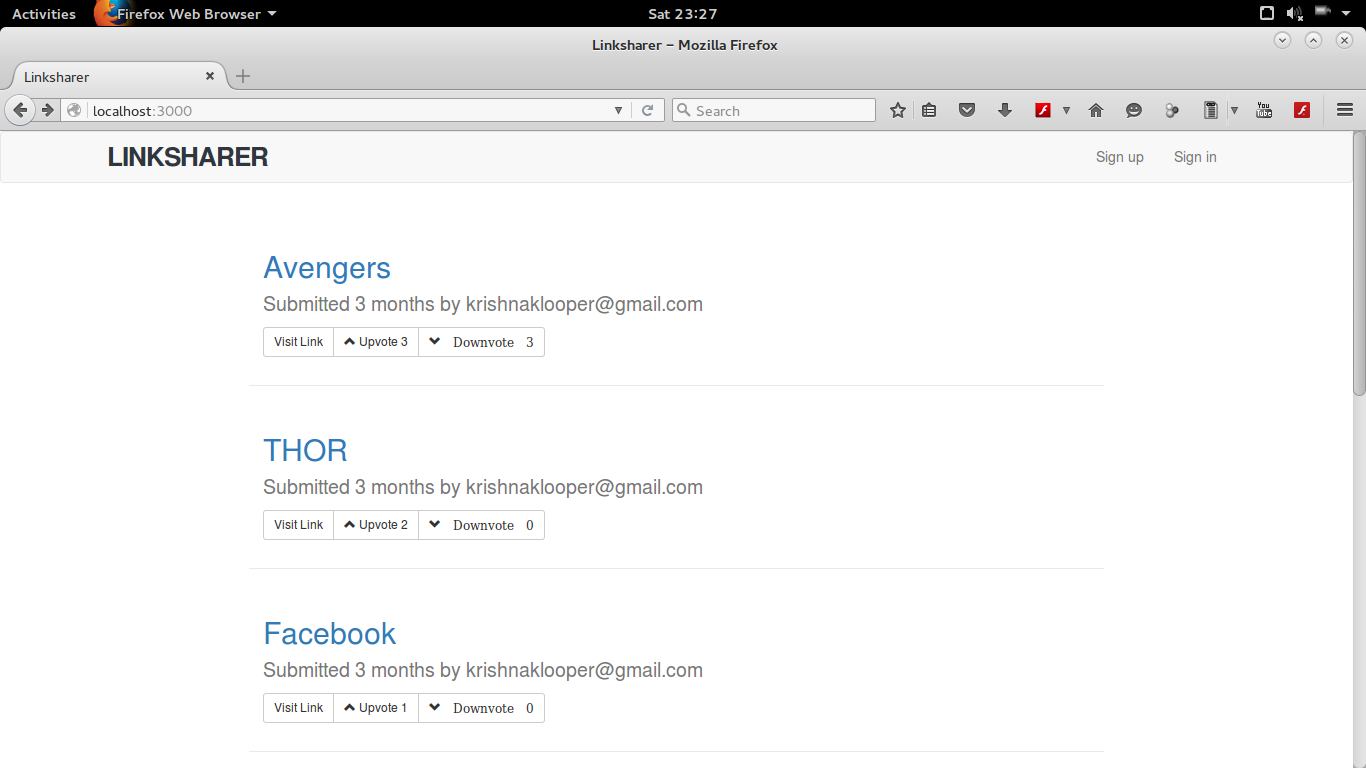 Activities Firefox Web Browser Sat 23:27
Linksharer - Mozilla Firefox
Linksharer
localhost:3000 Search You Tube
LINKSHARER Sign up Sign in
Avengers
Submitted 3 months by krishnaklooper@gmail.com
Visit Link Upvote 3 Downvote 3
THOR
Submitted 3 months by krishnaklooper@gmail.com
Visit Link Upvote 2 Downvote 0
Facebook
Submitted 3 months by krishnaklooper@gmail.com
Visit Link Upvote 1 Downvote 0